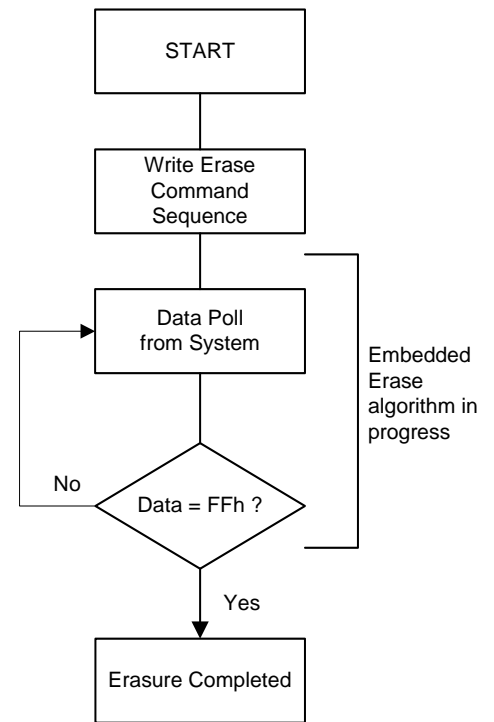 START
Write Erase
Command
Sequence
Data Poll
from System
Embedded
Erase
algorithm in
progress
No
Data = FFh ?
Yes
Erasure Completed